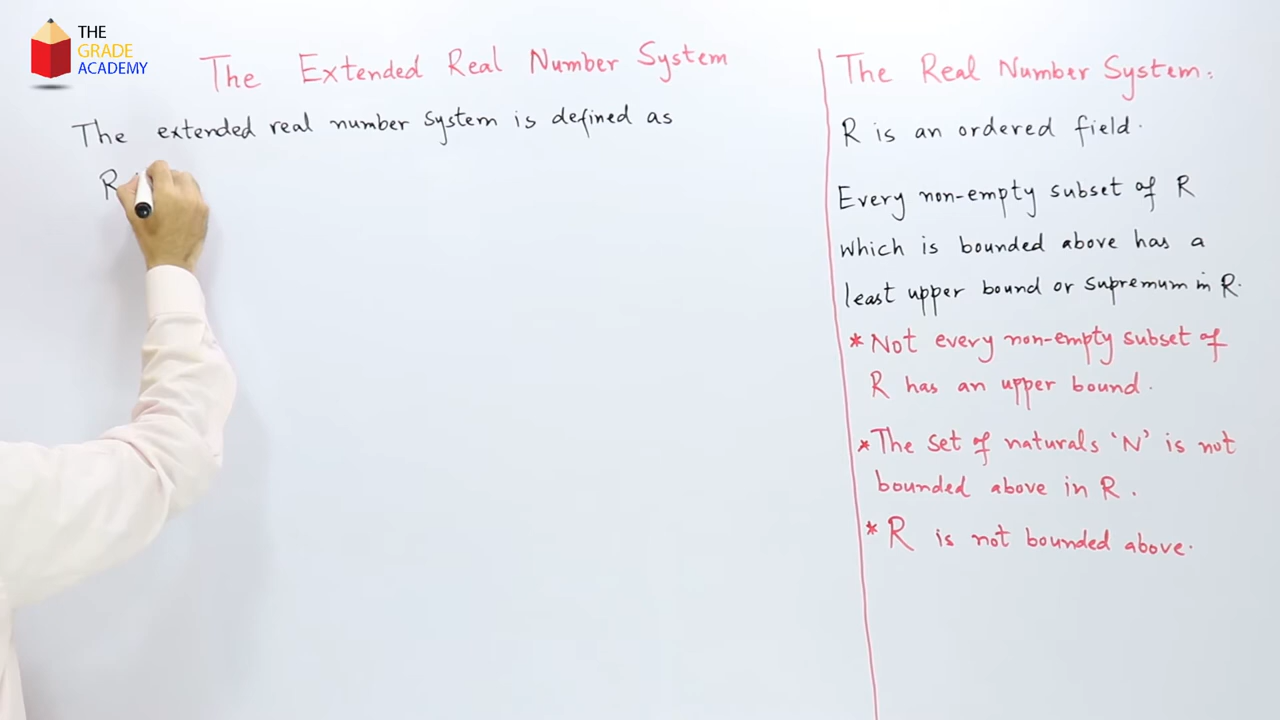 THE
GRADE
ACADEMY
The Extended Real Number System
The extended real number system is defined as
R
The Real Number System:
R is an ordered field.
Every non-empty subset of R
which is bounded above has a
least upper bound or supremum in R.
* Not every non-empty subset of
R has an upper bound.
* The set of naturals 'N' is not
bounded above in R.
* R is not bounded above.